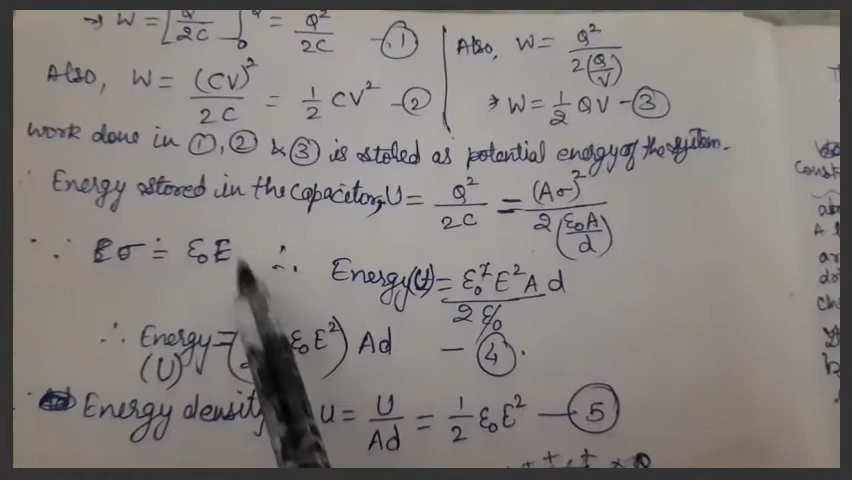 → W = [Q²/2C]₀ = Q²/2C - ①
Also, W = (CV)²/2C = 1/2 CV² - ②
Also, W = Q²/2(Q/V)
→ W = 1/2 QV - ③
Work done in ①, ② & ③ is stored as potential energy of the system.
∴ Energy stored in the capacitor, U = Q²/2C = (Aσ)²/2(ε₀A/d)
∵ σ = ε₀E ∴ Energy(U) = ε₀²E²Ad/2ε₀
∴ Energy = ( ε₀E²) Ad - ④.
(U)
Energy density u = U/Ad = 1/2 ε₀E² - ⑤
+ + + +
Const
A